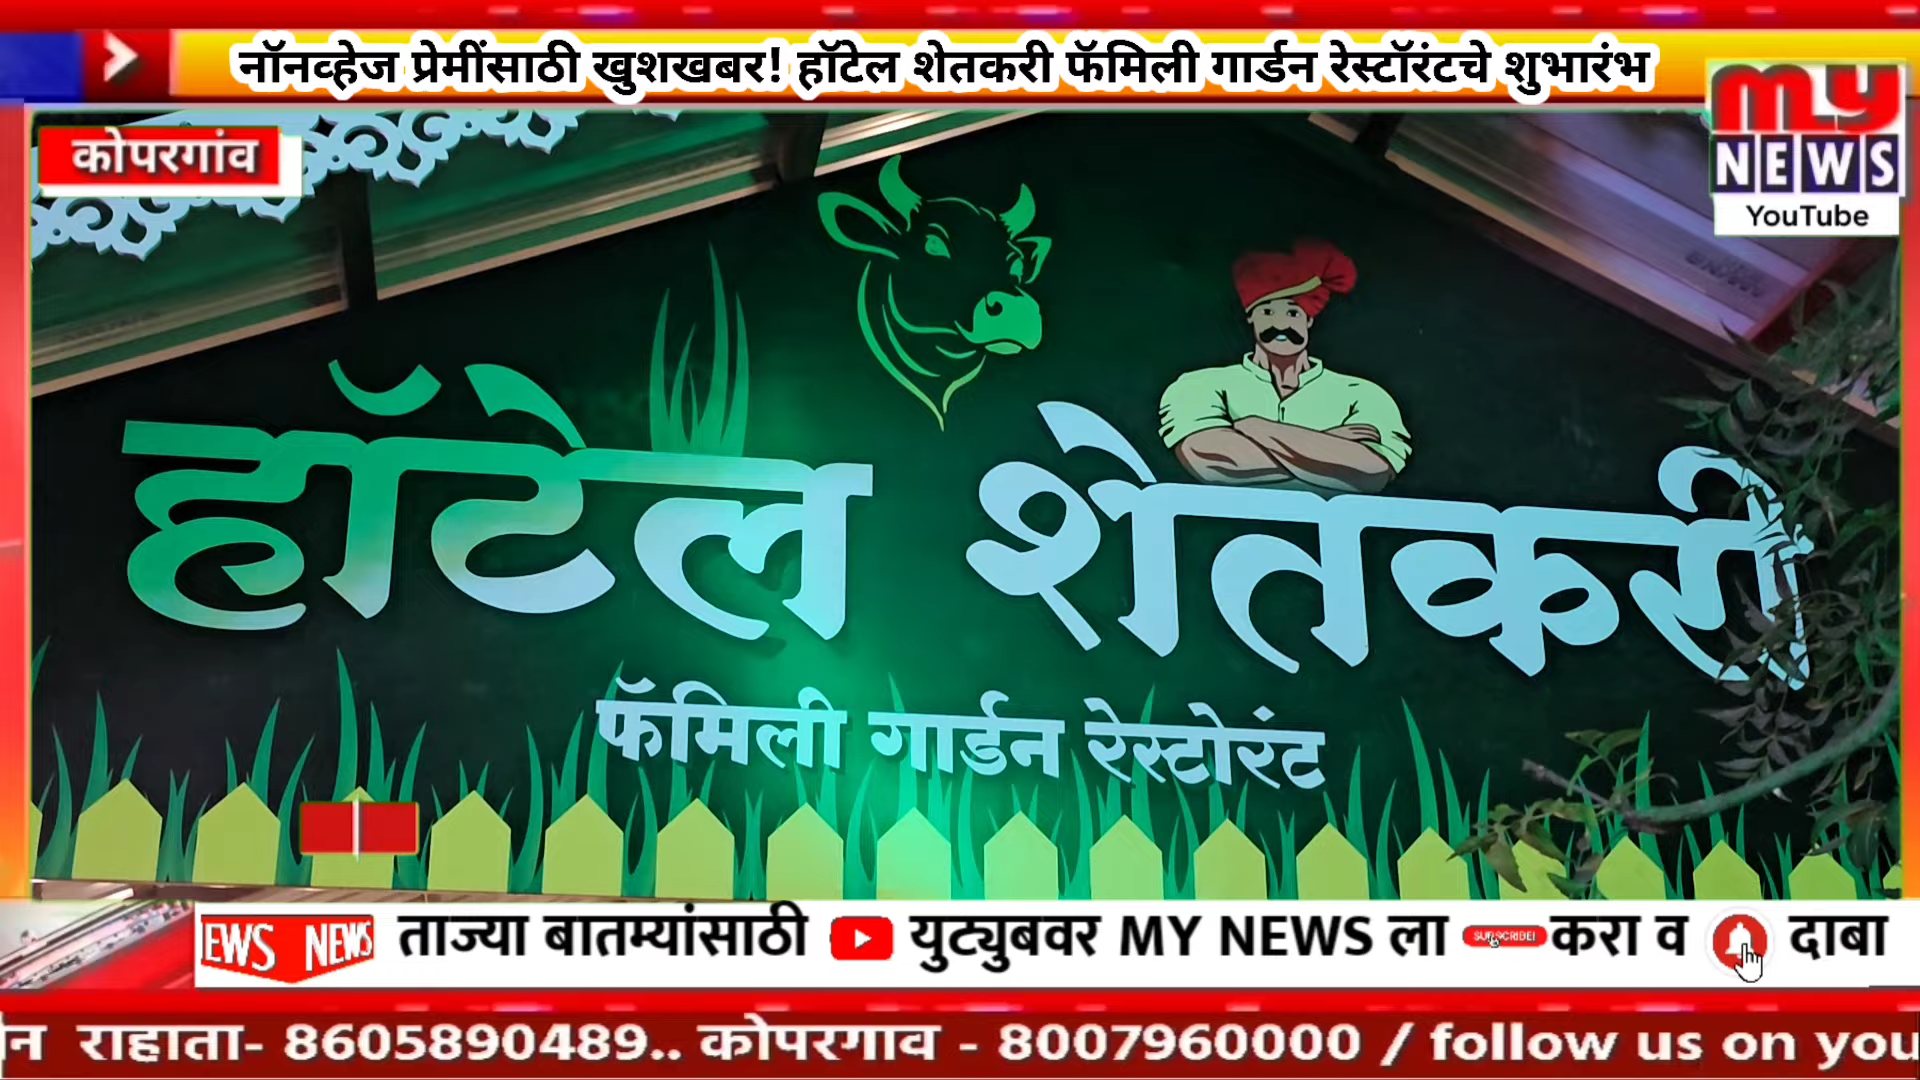 नॉनव्हेज प्रेमींसाठी खुशखबर! हॉटेल शेतकरी फॅमिली गार्डन रेस्टॉरंटचे शुभारंभ
कोपरगांव
my
NEWS
YouTube
हॉटेल शेतकरी
फॅमिली गार्डन रेस्टोरंट
EWS NEWS ताज्या बातम्यांसाठी युट्युबवर MY NEWS ला SUBSCRIBE! करा व दाबा
राहाता- 8605890489.. कोपरगाव - 8007960000 / follow us on you